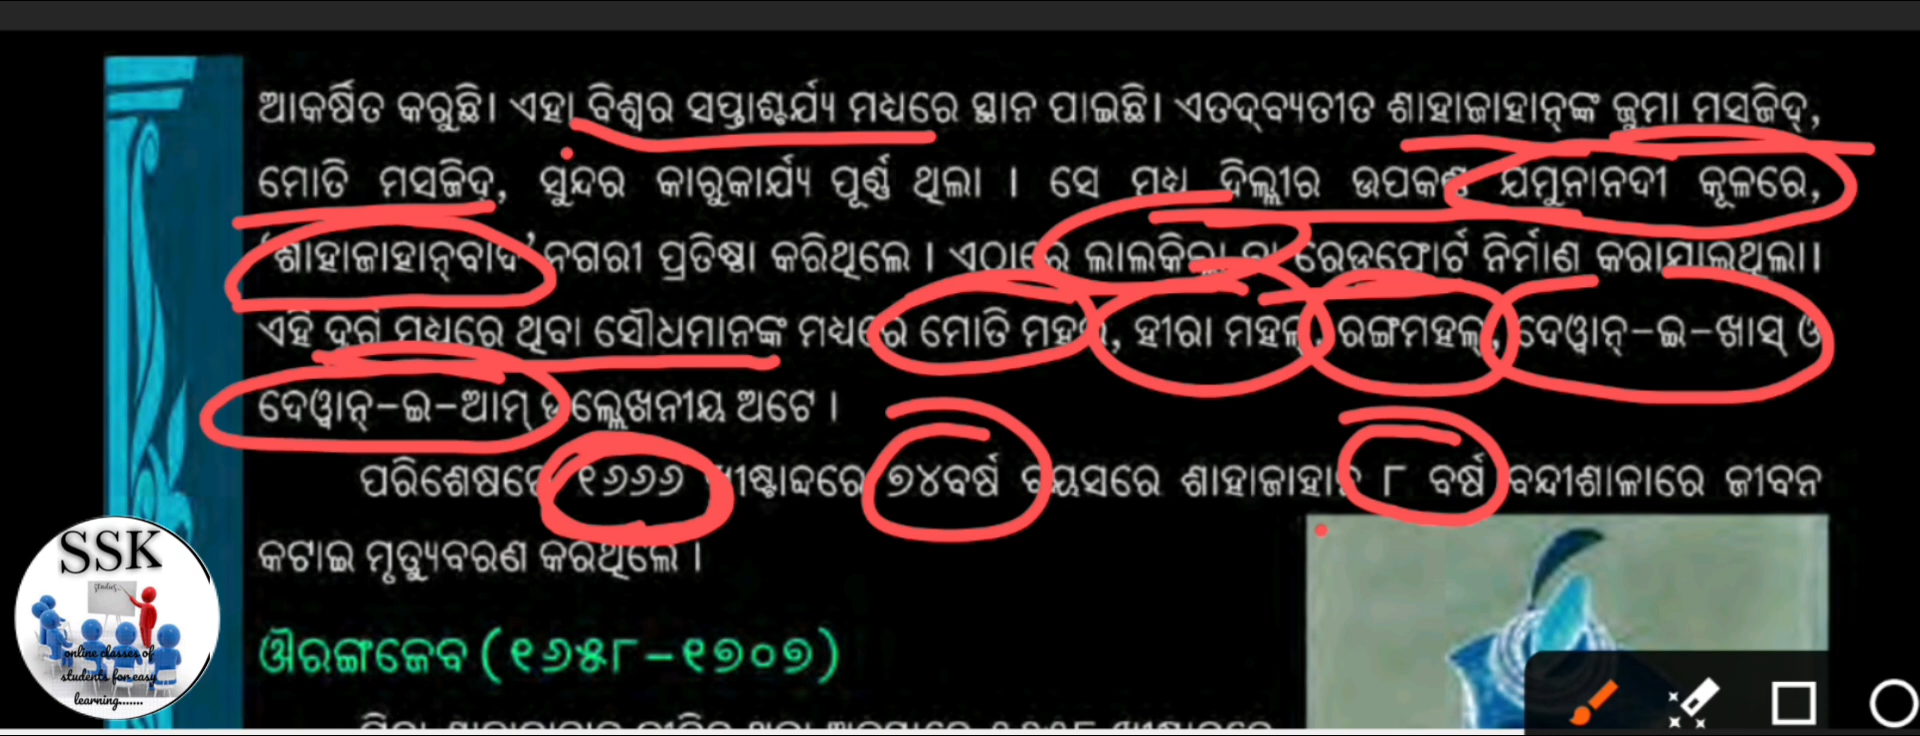 ଆକର୍ଷିତ କରୁଛି। ଏହା ବିଶ୍ୱର ସପ୍ତାଶ୍ଚର୍ଯ୍ୟ ମଧ୍ୟରେ ସ୍ଥାନ ପାଇଛି। ଏତଦ୍‌ବ୍ୟତୀତ ଶାହାଜାହାନ୍‌ଙ୍କ ଜୁମା ମସଜିଦ୍,
ମୋତି ମସଜିଦ୍, ସୁନ୍ଦର କାରୁକାର୍ଯ୍ୟ ପୂର୍ଣ୍ଣ ଥିଲା । ସେ ମଧ୍ୟ ଦିଲ୍ଲୀର ଉପକଣ୍ଠ ଯମୁନାନଦୀ କୂଳରେ,
‘ଶାହାଜାହାନ୍‌ବାଦ’ ନଗରୀ ପ୍ରତିଷ୍ଠା କରିଥିଲେ । ଏଠାରେ ଲାଲକିଲ୍ଲା ବା ରେଡଫୋର୍ଟ ନିର୍ମାଣ କରାଯାଇଥିଲା।
ଏହି ଦୁର୍ଗ ମଧ୍ୟରେ ଥିବା ସୌଧମାନଙ୍କ ମଧ୍ୟରେ ମୋତି ମହଲ, ହୀରା ମହଲ, ରଙ୍ଗମହଲ୍, ଦେୱାନ୍-ଇ-ଖାସ୍ ଓ
ଦେୱାନ୍-ଇ-ଆମ୍ ଉଲ୍ଲେଖନୀୟ ଅଟେ ।
ପରିଶେଷରେ ୧୬୬୬ ଖ୍ରୀଷ୍ଟାବ୍ଦରେ ୭୪ବର୍ଷ ବୟସରେ ଶାହାଜାହାନ ୮ ବର୍ଷ ବନ୍ଦୀଶାଳାରେ ଜୀବନ
କଟାଇ ମୃତ୍ୟୁବରଣ କରିଥିଲେ ।
ଔରଙ୍ଗଜେବ (୧୬୫୮-୧୭୦୭)
SSK
studies..
online classes of
students for easy
learning.......